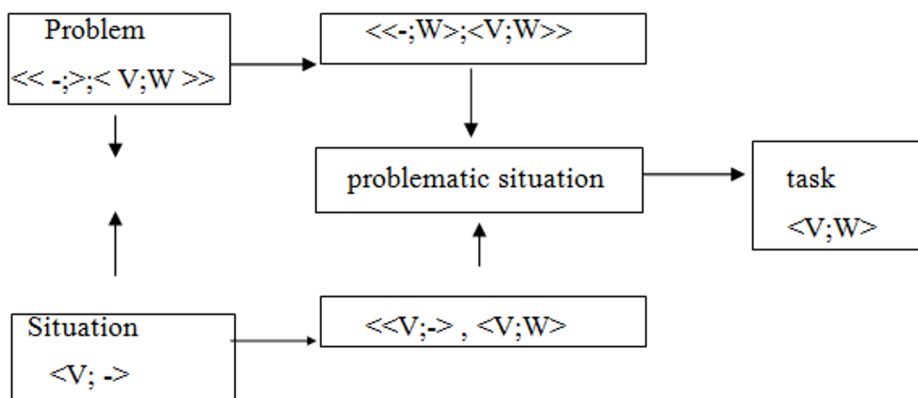 Problem
<< -;>;< V;W >>
<<-;W>;<V;W>>
problematic situation
task
<V;W>
Situation
<V; ->
<<V;-> , <V;W>